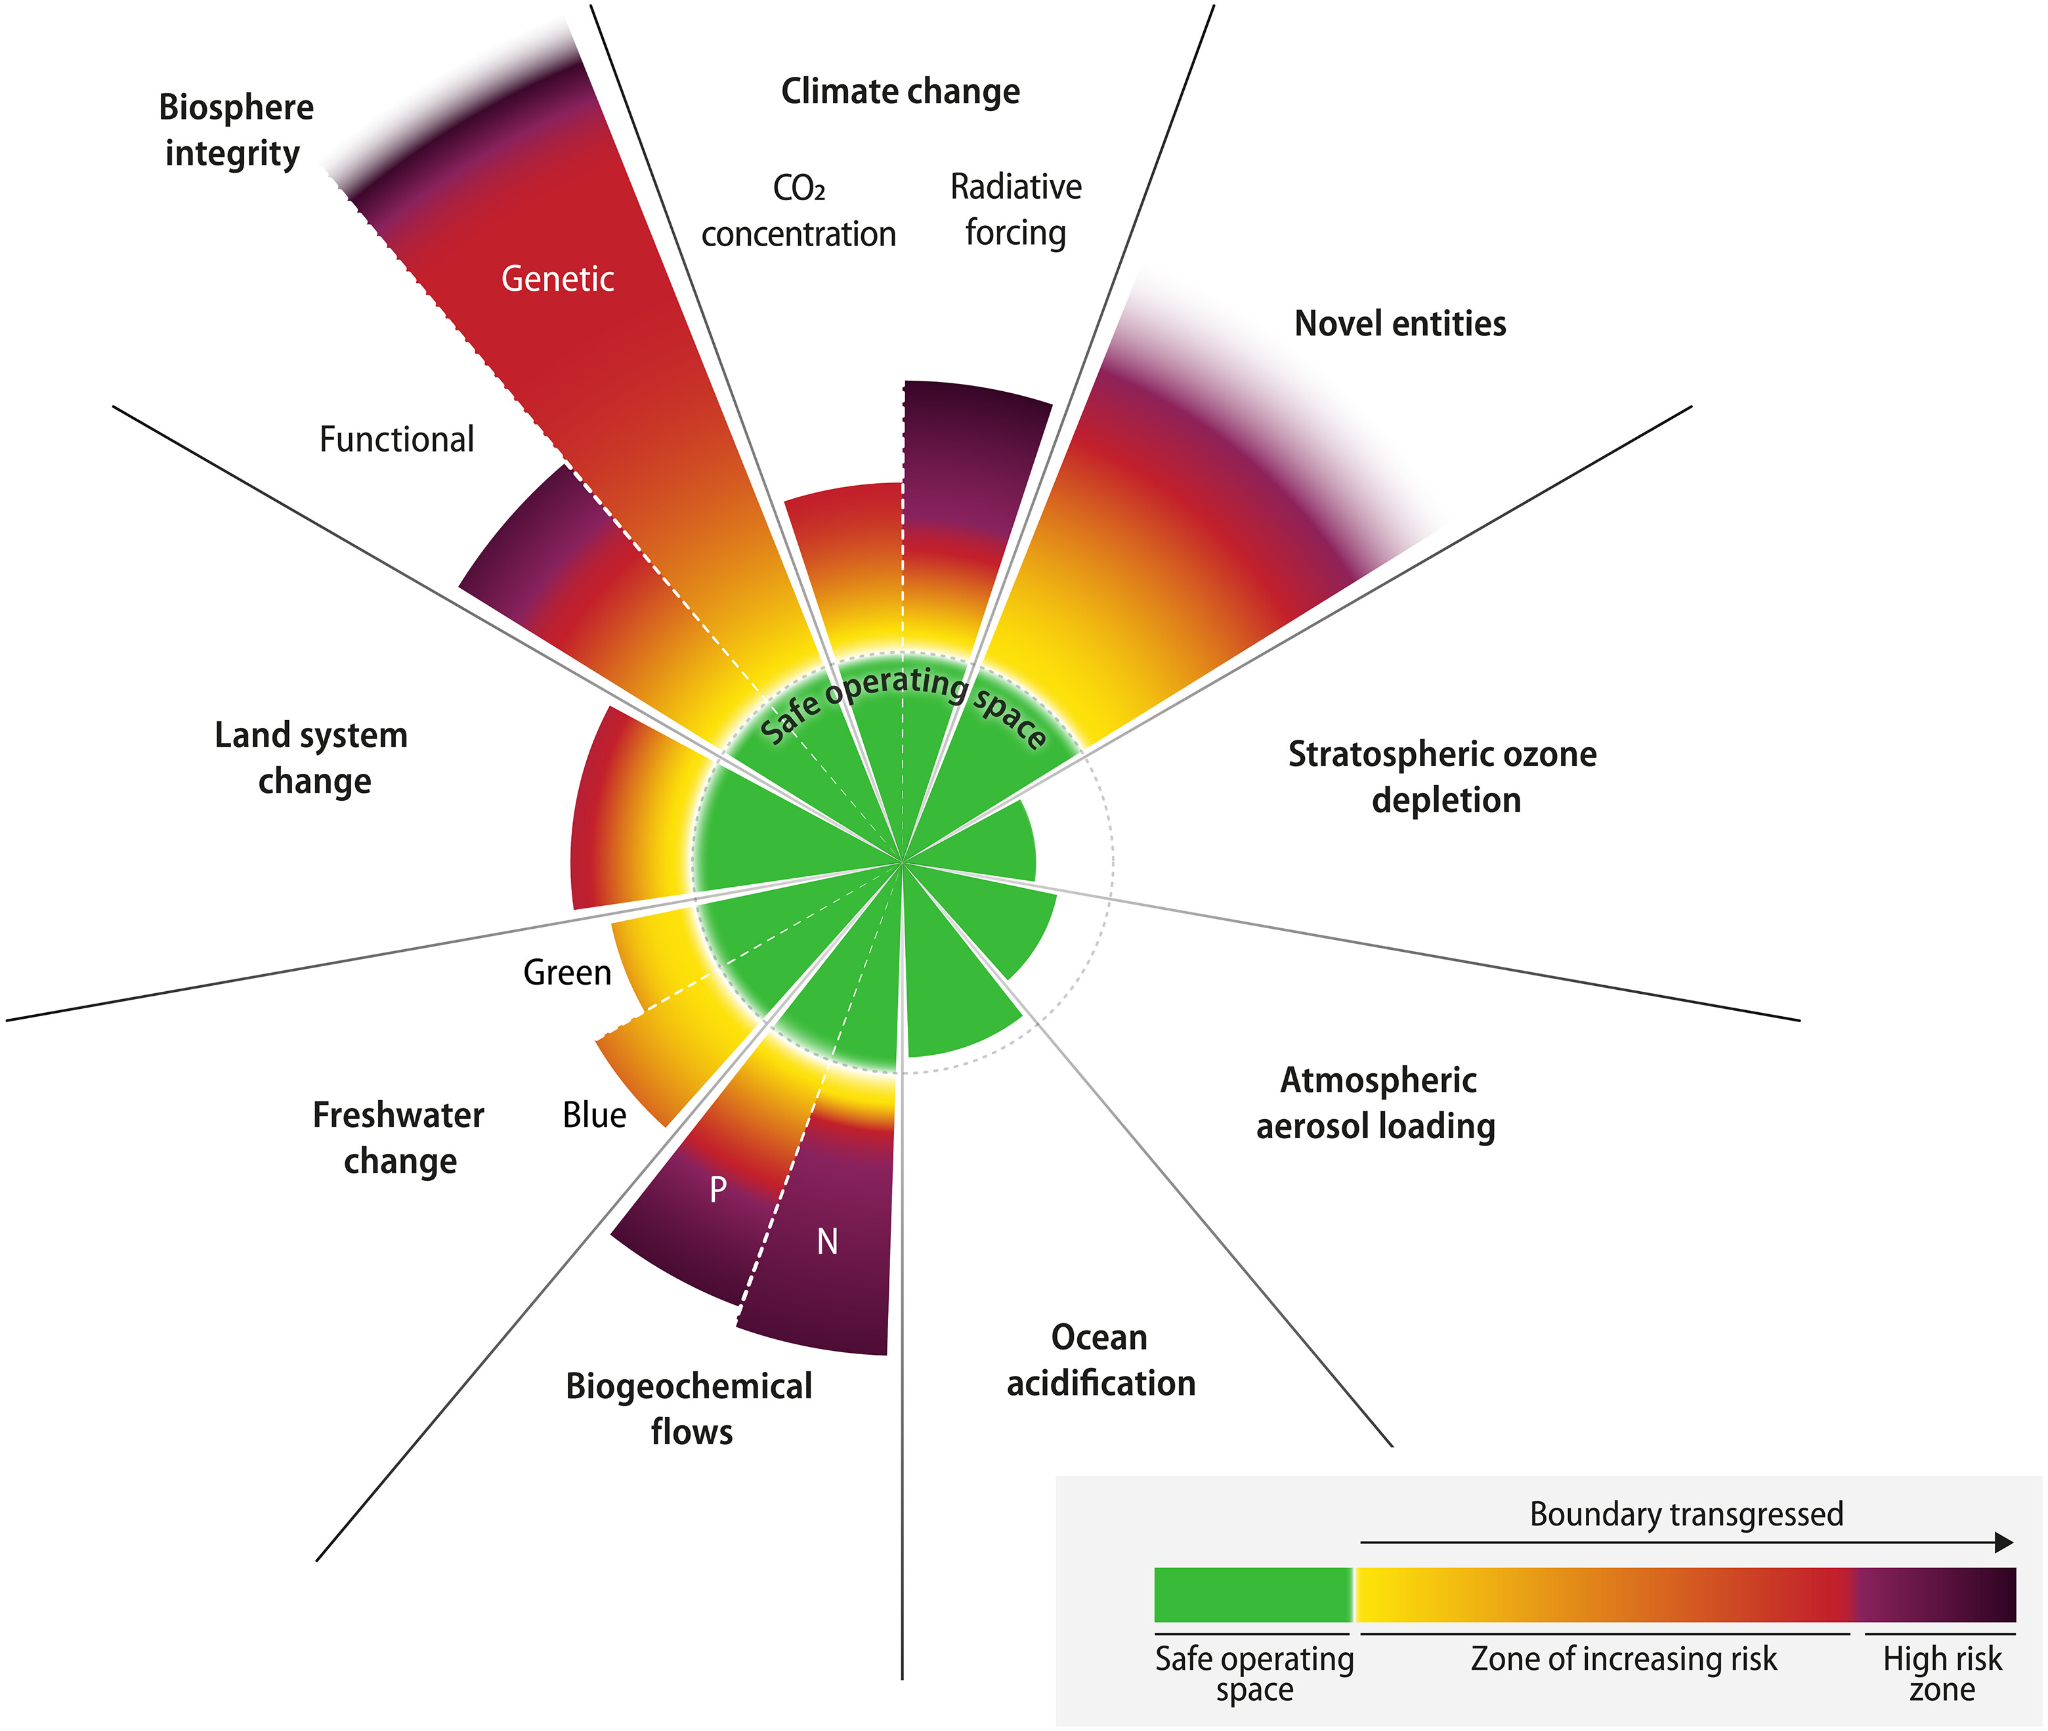 Biosphere
integrity
Climate change
CO₂
concentration
Radiative
forcing
Genetic
Novel entities
Functional
Safe operating space
Land system
change
Stratospheric ozone
depletion
Green
Blue
Freshwater
change
Atmospheric
aerosol loading
P
N
Biogeochemical
flows
Ocean
acidification
Boundary transgressed
Safe operating
space
Zone of increasing risk
High risk
zone